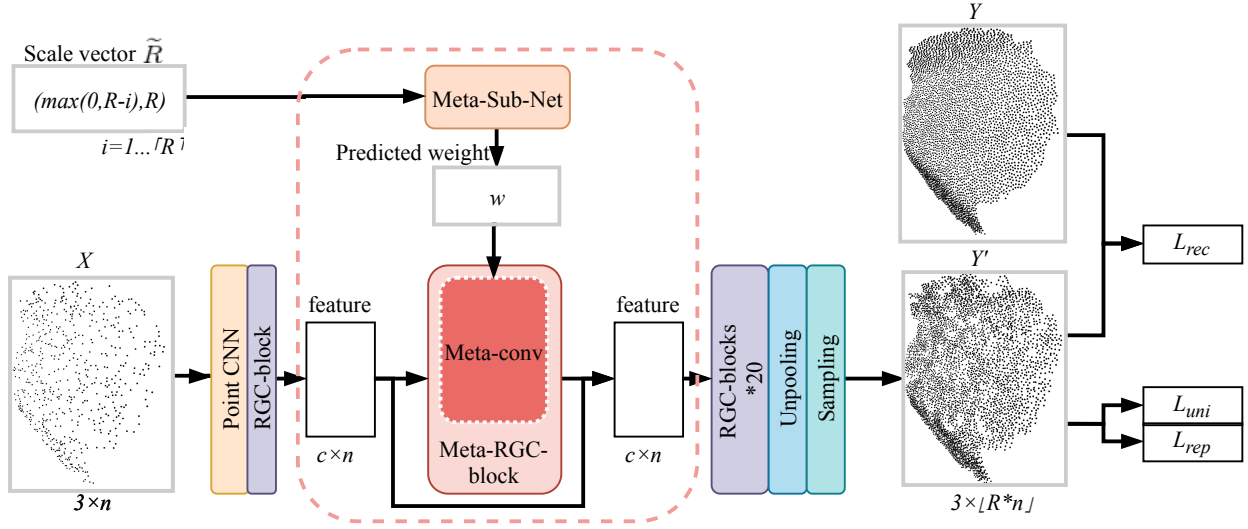 Scale vector R̃
(max(0,R-i),R)
i=1...⌈R⌉
Meta-Sub-Net
Predicted weight
w
Y
L_rec
X
Y'
feature
feature
Point CNN
RGC-block
Meta-conv
RGC-blocks
*20
Unpooling
Sampling
Meta-RGC-
block
c×n
c×n
L_uni
L_rep
3×n
3×⌊R*n⌋